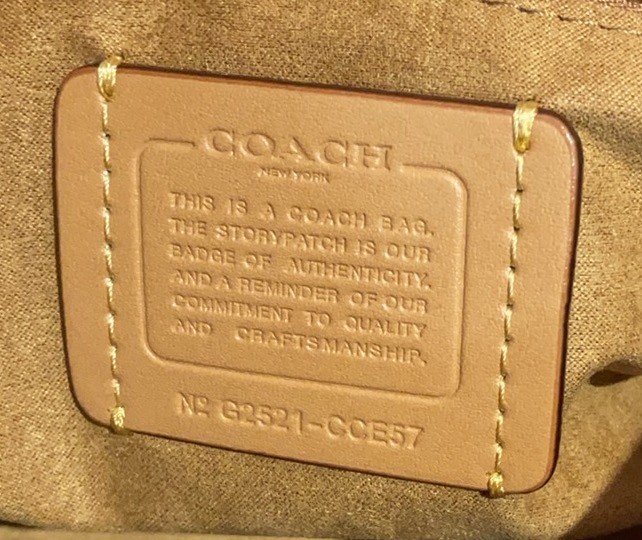 COACH
NEW YORK
THIS IS A COACH BAG.
THE STORYPATCH IS OUR
BADGE OF AUTHENTICITY,
AND A REMINDER OF OUR
COMMITMENT TO QUALITY
AND CRAFTSMANSHIP.
Nº G2521-CCE57